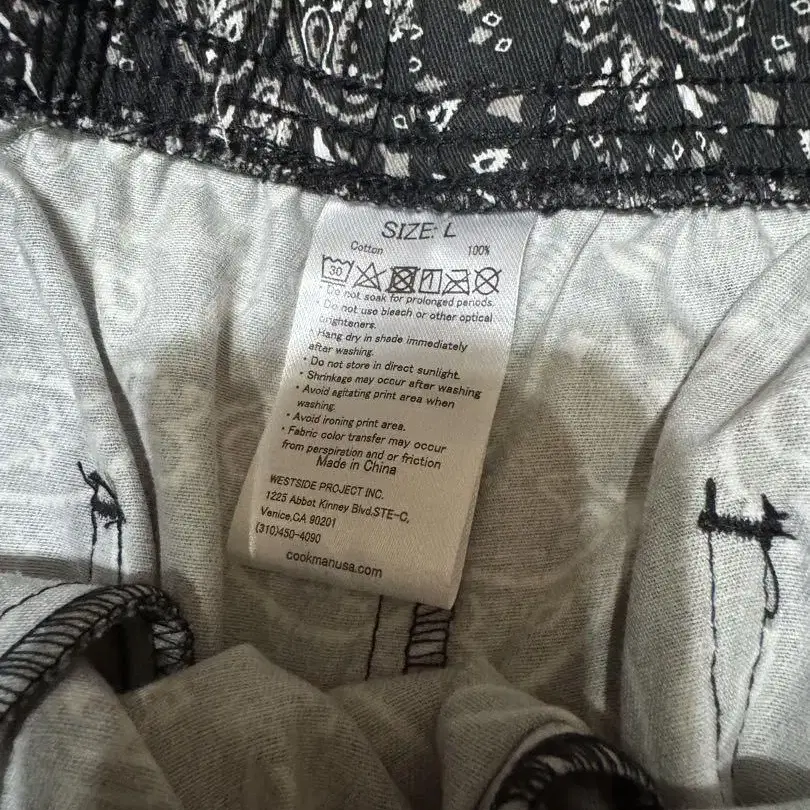 SIZE: L
Cotton 100%
30
• Do not soak for prolonged periods.
• Do not use bleach or other optical
brighteners.
• Hang dry in shade immediately
after washing.
• Do not store in direct sunlight.
• Shrinkage may occur after washing
• Avoid agitating print area when
washing.
• Avoid ironing print area.
• Fabric color transfer may occur
from perspiration and or friction
Made in China
WESTSIDE PROJECT INC.
1225 Abbot Kinney Blvd,STE-C,
Venice,CA 90201
(310)450-4090
cookmanusa.com